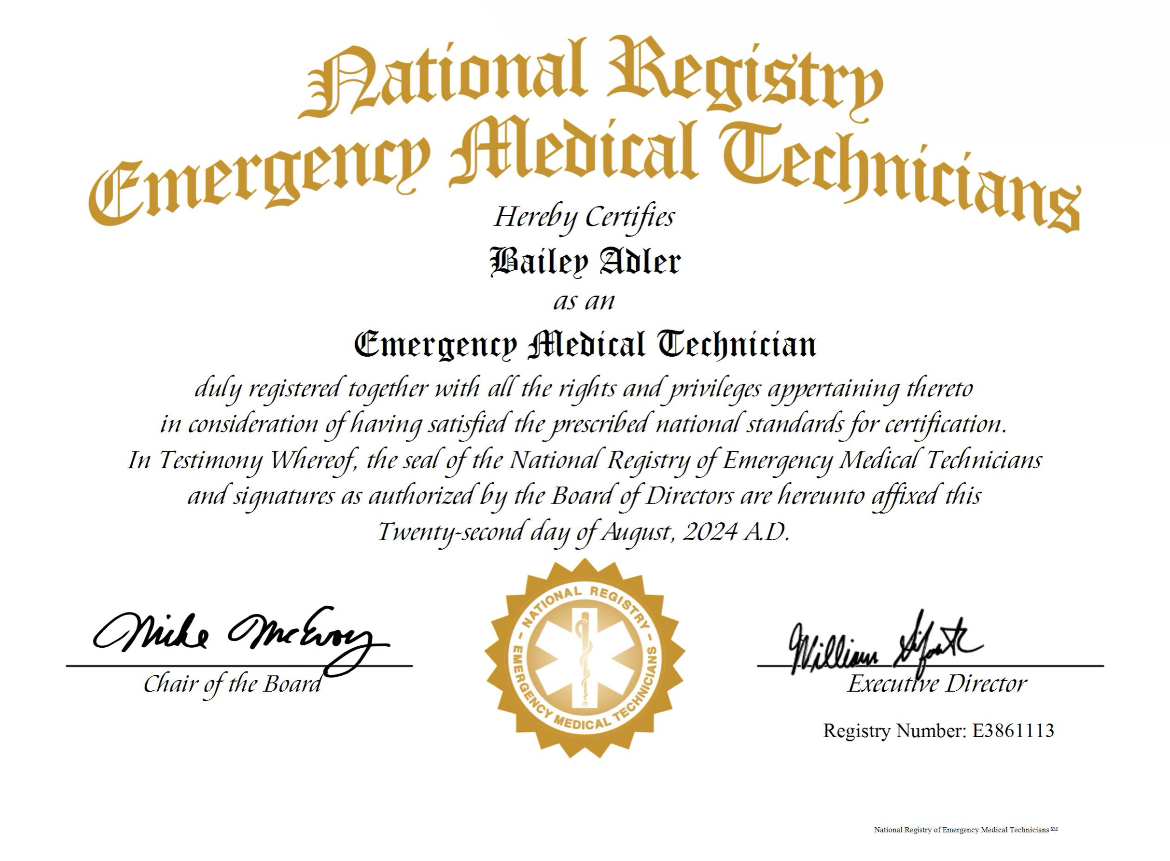 National Registry
Emergency Medical Technicians
Hereby Certifies
Bailey Adler
as an
Emergency Medical Technician
duly registered together with all the rights and privileges appertaining thereto
in consideration of having satisfied the prescribed national standards for certification.
In Testimony Whereof, the seal of the National Registry of Emergency Medical Technicians
and signatures as authorized by the Board of Directors are hereunto affixed this
Twenty-second day of August, 2024 A.D.
NATIONAL REGISTRY
EMERGENCY MEDICAL TECHNICIANS
Mike McEvoy
Chair of the Board
William
Executive Director
Registry Number: E3861113
National Registry of Emergency Medical Technicians SM